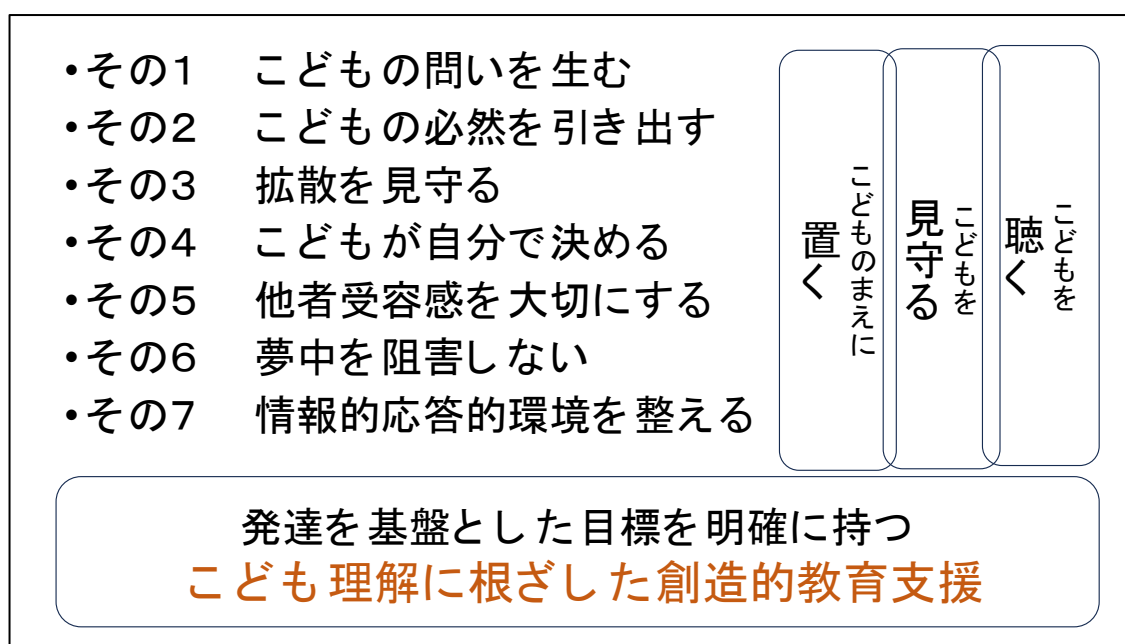 •その1　こどもの問いを生む
•その2　こどもの必然を引き出す
•その3　拡散を見守る
•その4　こどもが自分で決める
•その5　他者受容感を大切にする
•その6　夢中を阻害しない
•その7　情報的応答的環境を整える
こどもを
聴く
こどもを
見守る
こどものまえに
置く
発達を基盤とした目標を明確に持つ
こども理解に根ざした創造的教育支援